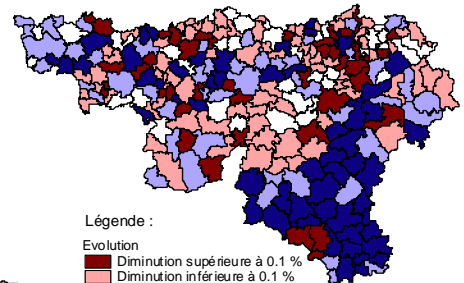 Légende :
Evolution
Diminution supérieure à 0.1 %
Diminution inférieure à 0.1 %